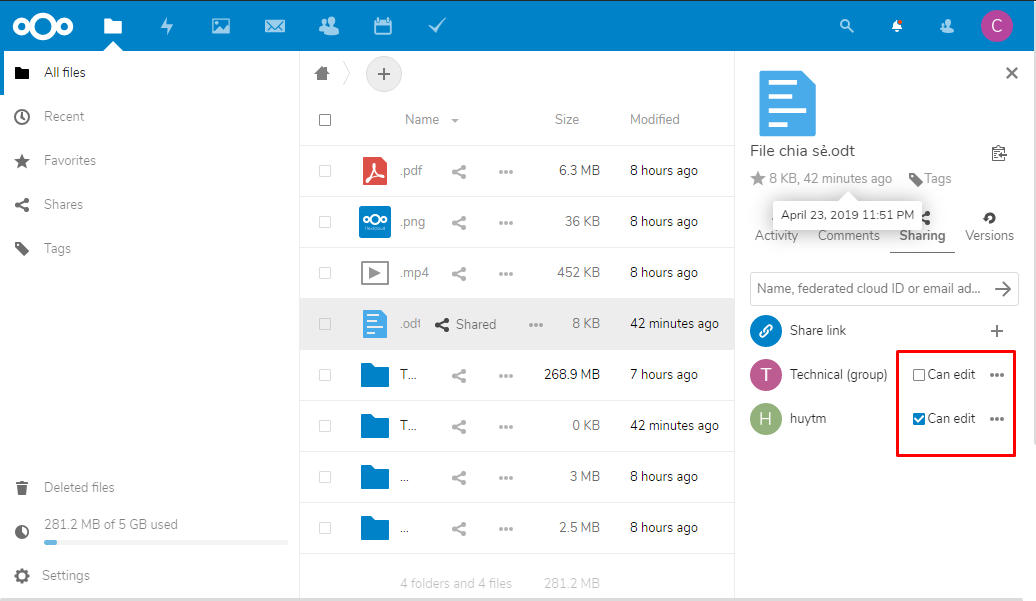 C
All files
Recent
Favorites
Shares
Tags
Deleted files
281.2 MB of 5 GB used
Settings
Name Size Modified
.pdf 6.3 MB 8 hours ago
.png 36 KB 8 hours ago
.mp4 452 KB 8 hours ago
.odt Shared 8 KB 42 minutes ago
T... 268.9 MB 7 hours ago
T... 0 KB 42 minutes ago
... 3 MB 8 hours ago
... 2.5 MB 8 hours ago
4 folders and 4 files 281.2 MB
File chia sẻ.odt
8 KB, 42 minutes ago Tags
April 23, 2019 11:51 PM
Activity Comments Sharing Versions
Name, federated cloud ID or email ad...
Share link
T Technical (group) Can edit
H huytm Can edit